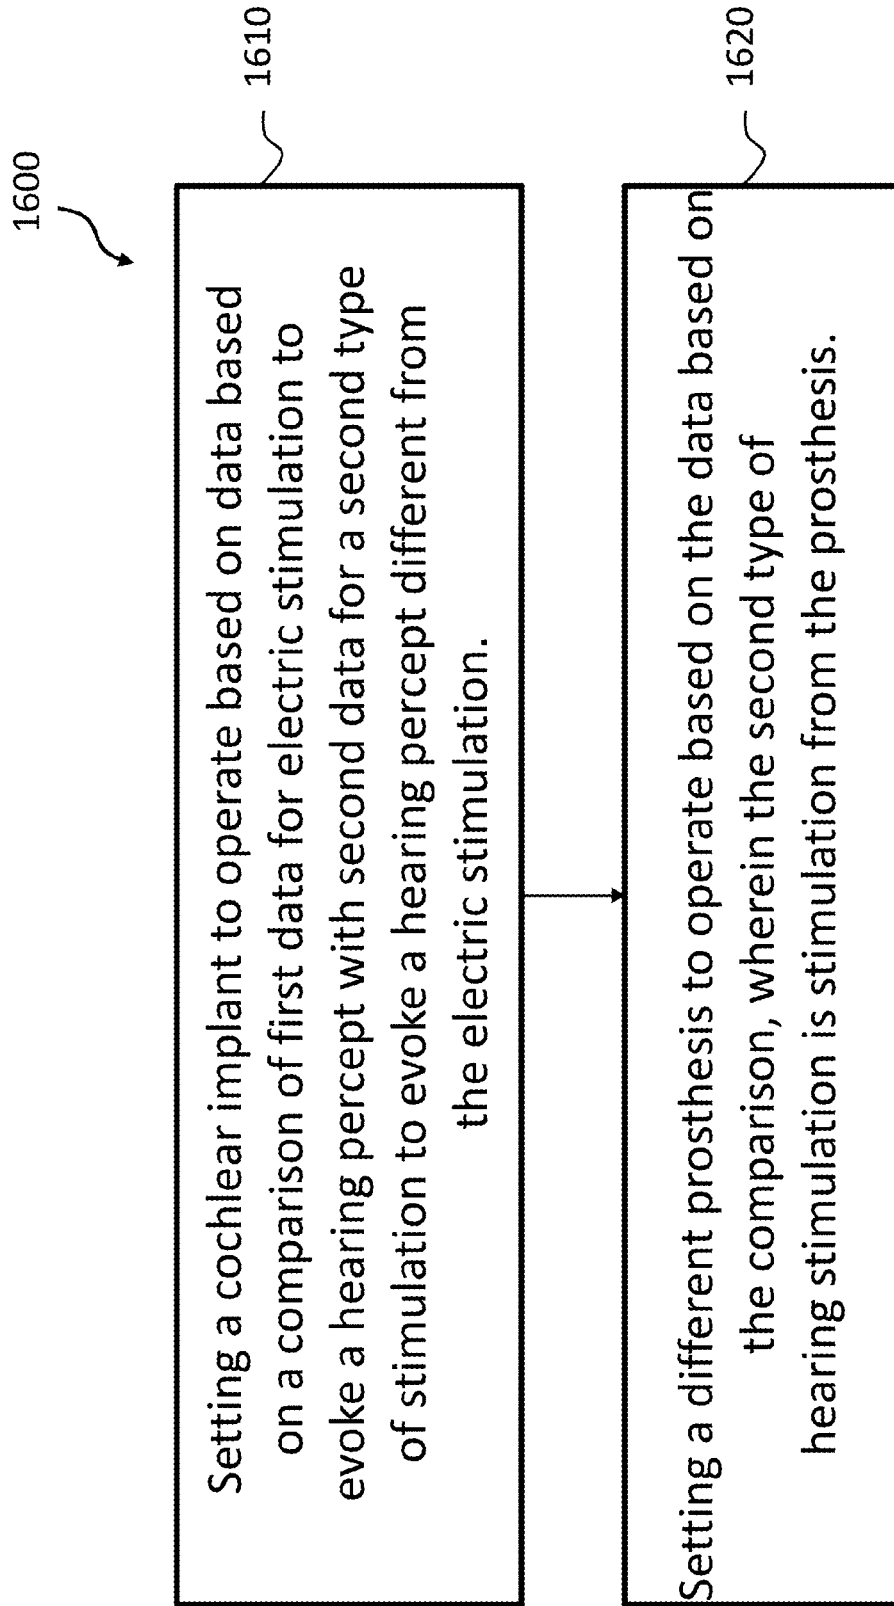 1600
Setting a cochlear implant to operate based on data based
on a comparison of first data for electric stimulation to
evoke a hearing percept with second data for a second type
of stimulation to evoke a hearing percept different from
the electric stimulation.
1610
Setting a different prosthesis to operate based on the data based on
the comparison, wherein the second type of
hearing stimulation is stimulation from the prosthesis.
1620